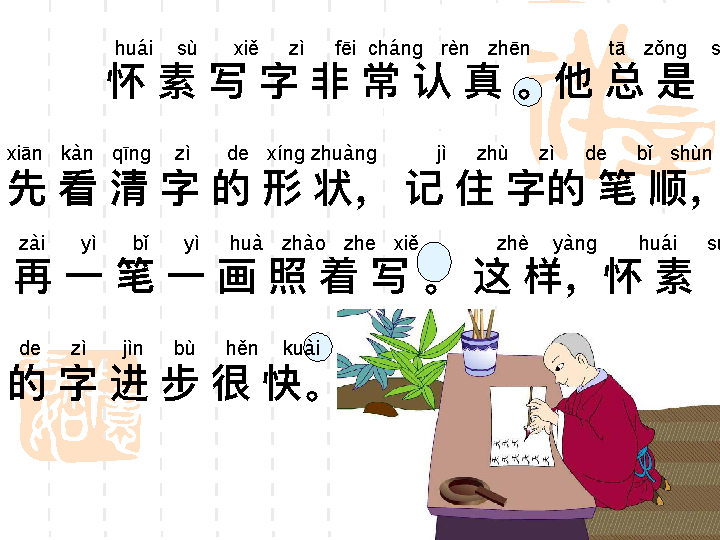 huái sù xiě zì fēi cháng rèn zhēn tā zǒng s
怀素写字非常认真。他总是
xiān kàn qīng zì de xíng zhuàng jì zhù zì de bǐ shùn
先看清字的形状，记住字的笔顺，
zài yì bǐ yì huà zhào zhe xiě zhè yàng huái su
再一笔一画照着写。这样，怀素
de zì jìn bù hěn kuài
的字进步很快。